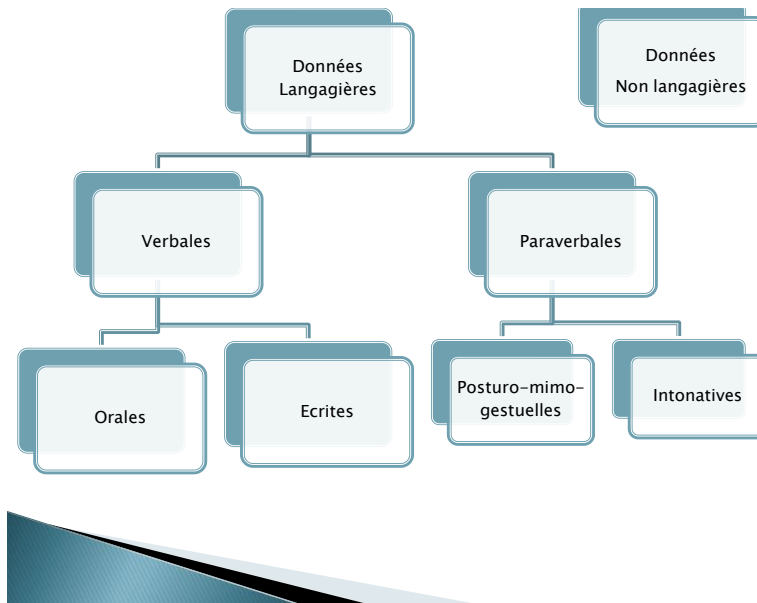 Données
Langagières
Données
Non langagières
Verbales
Paraverbales
Orales
Ecrites
Posturo-mimo-
gestuelles
Intonatives